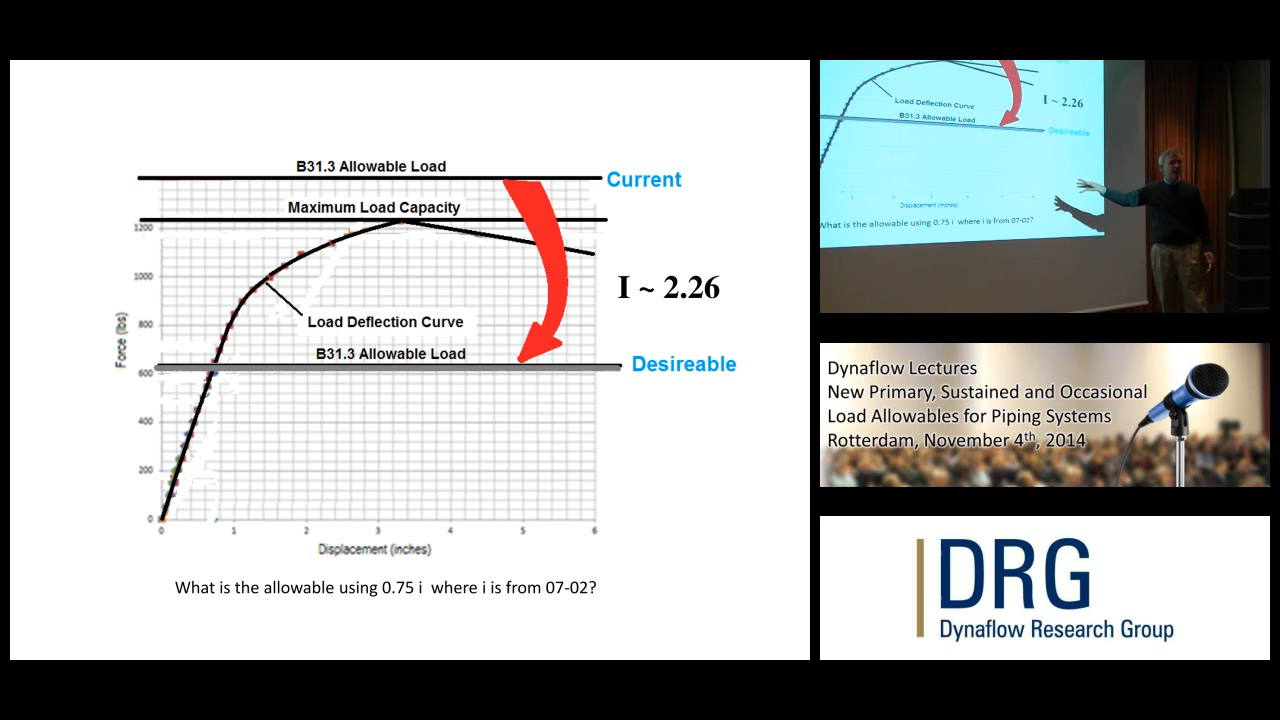 B31.3 Allowable Load
Current
Maximum Load Capacity
1200
1000
800
600
400
200
0
Force (lbs)
I ~ 2.26
Load Deflection Curve
B31.3 Allowable Load
Desireable
0 1 2 3 4 5 6
Displacement (inches)
What is the allowable using 0.75 i where i is from 07-02?
Load Deflection Curve
I ~ 2.26
B31.3 Allowable Load
Desireable
Displacement (inches)
What is the allowable using 0.75 i where i is from 07-02?
Dynaflow Lectures
New Primary, Sustained and Occasional
Load Allowables for Piping Systems
Rotterdam, November 4th, 2014
DRG
Dynaflow Research Group